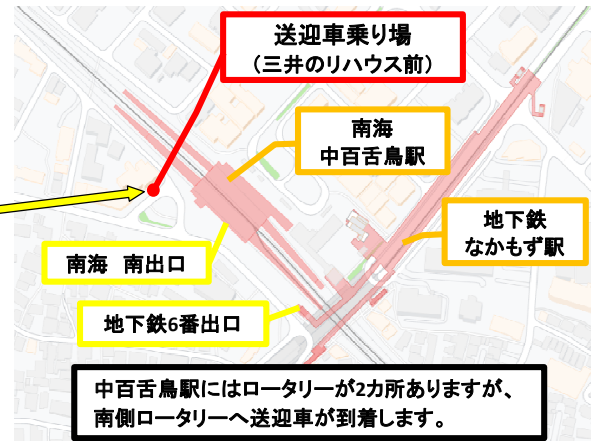 送迎車乗り場
（三井のリハウス前）
南海
中百舌鳥駅
地下鉄
なかもず駅
南海 南出口
地下鉄6番出口
中百舌鳥駅にはロータリーが2カ所ありますが、
南側ロータリーへ送迎車が到着します。